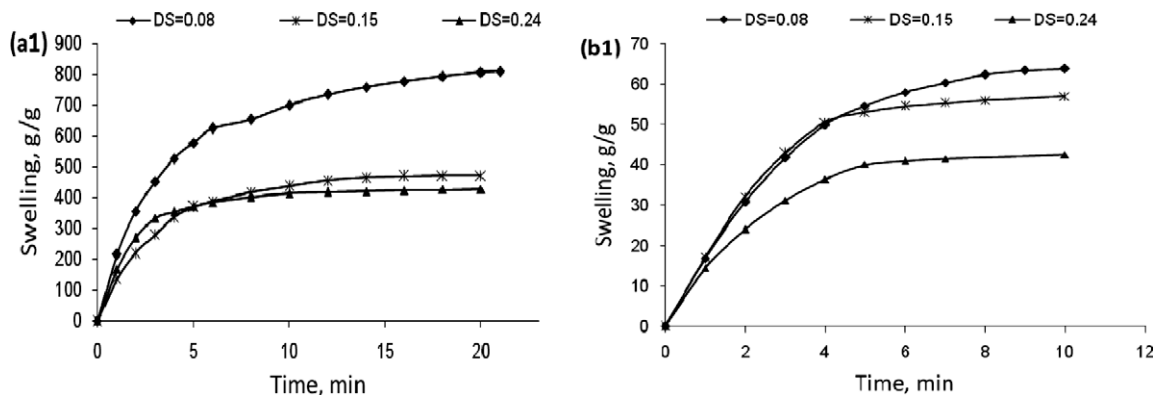 DS=0.08 DS=0.15 DS=0.24
(a1)
900
800
700
600
500
400
300
200
100
0
Swelling, g/g
0 5 10 15 20
Time, min
DS=0.08 DS=0.15 DS=0.24
(b1)
70
60
50
40
30
20
10
0
Swelling, g/g
0 2 4 6 8 10 12
Time, min